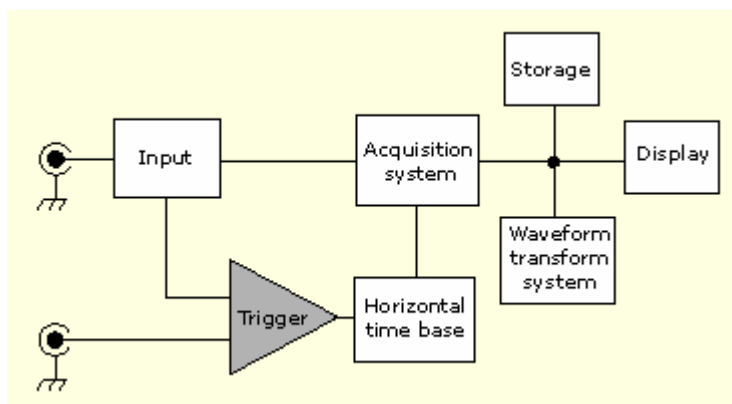 Storage
Input
Acquisition
system
Display
Waveform
transform
system
Trigger
Horizontal
time base